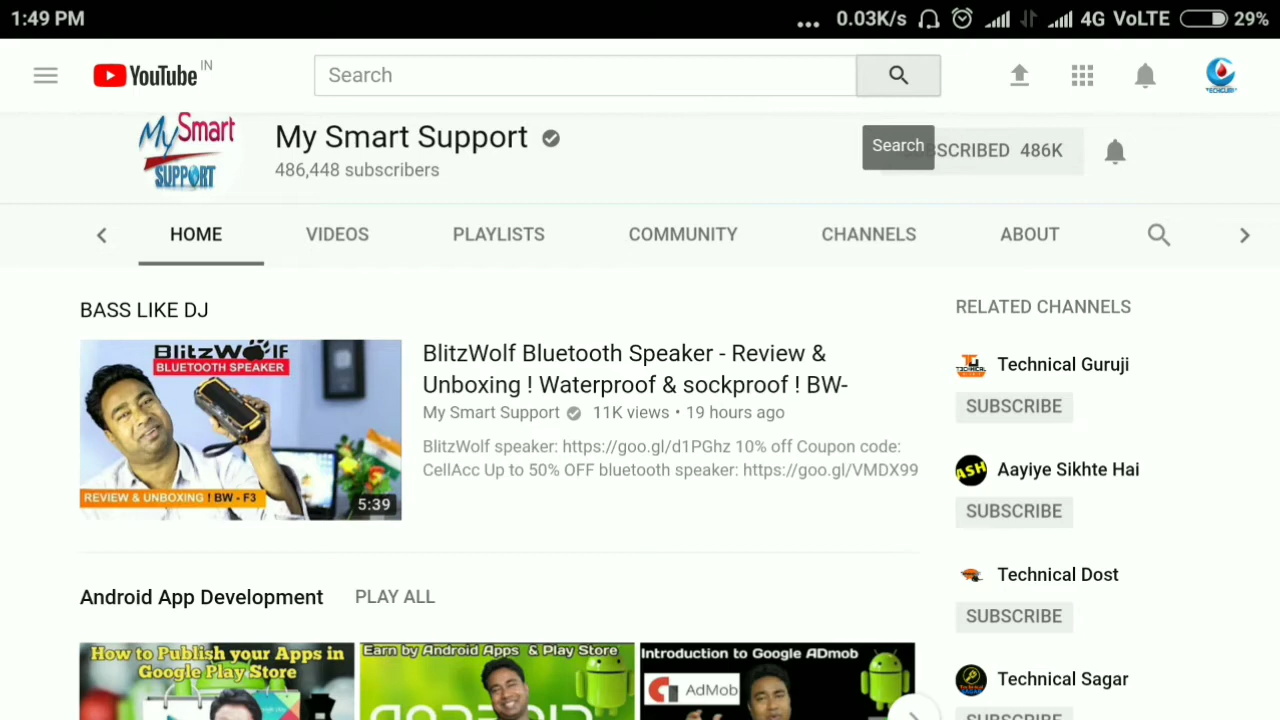 1:49 PM
... 0.03K/s 4G VoLTE 29%
YouTube IN
Search
TECHGURUJI
My Smart SUPPORT
My Smart Support
486,448 subscribers
Search
SUBSCRIBED 486K
HOME VIDEOS PLAYLISTS COMMUNITY CHANNELS ABOUT
BASS LIKE DJ
BlitzWolf
BLUETOOTH SPEAKER
REVIEW & UNBOXING ! BW - F3
5:39
BlitzWolf Bluetooth Speaker - Review &
Unboxing ! Waterproof & sockproof ! BW-
My Smart Support 11K views • 19 hours ago
BlitzWolf speaker: https://goo.gl/d1PGhz 10% off Coupon code:
CellAcc Up to 50% OFF bluetooth speaker: https://goo.gl/VMDX99
RELATED CHANNELS
Technical Guruji
SUBSCRIBE
ASH
Aayiye Sikhte Hai
SUBSCRIBE
Technical Dost
SUBSCRIBE
Technical Sagar
SUBSCRIBE
Android App Development PLAY ALL
How to Publish your Apps in
Google Play Store
Earn by Android Apps & Play Store
ANDROID
Introduction to Google ADmob
AdMob